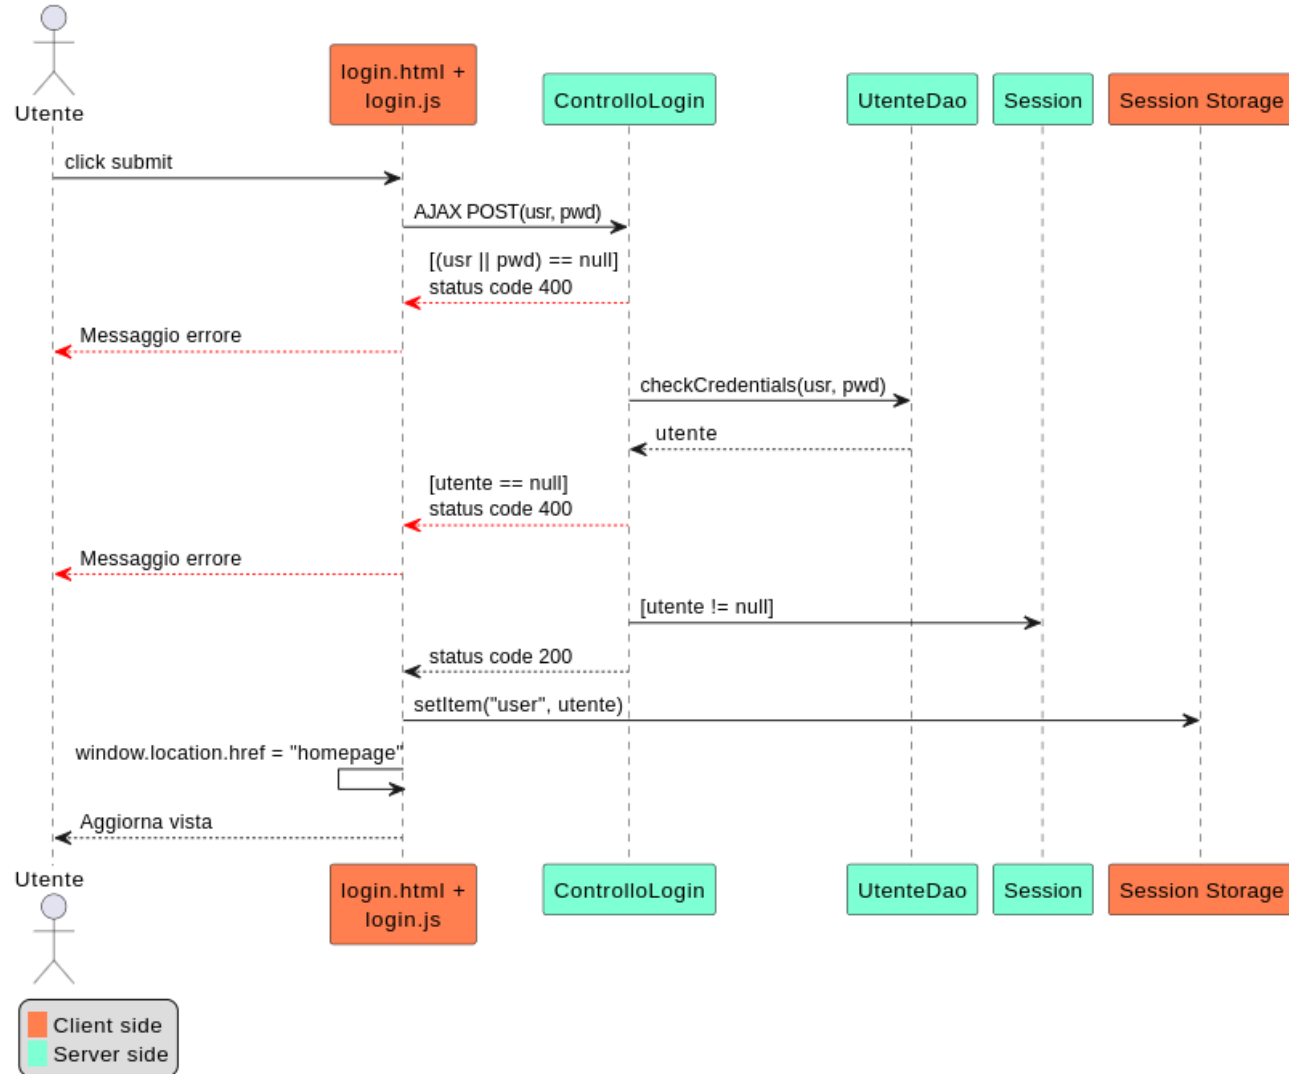 Utente
login.html +
login.js
ControlloLogin
UtenteDao
Session
Session Storage
click submit
AJAX POST(usr, pwd)
[(usr || pwd) == null]
status code 400
Messaggio errore
checkCredentials(usr, pwd)
utente
[utente == null]
status code 400
Messaggio errore
[utente != null]
status code 200
setItem("user", utente)
window.location.href = "homepage"
Aggiorna vista
Utente
login.html +
login.js
ControlloLogin
UtenteDao
Session
Session Storage
Client side
Server side